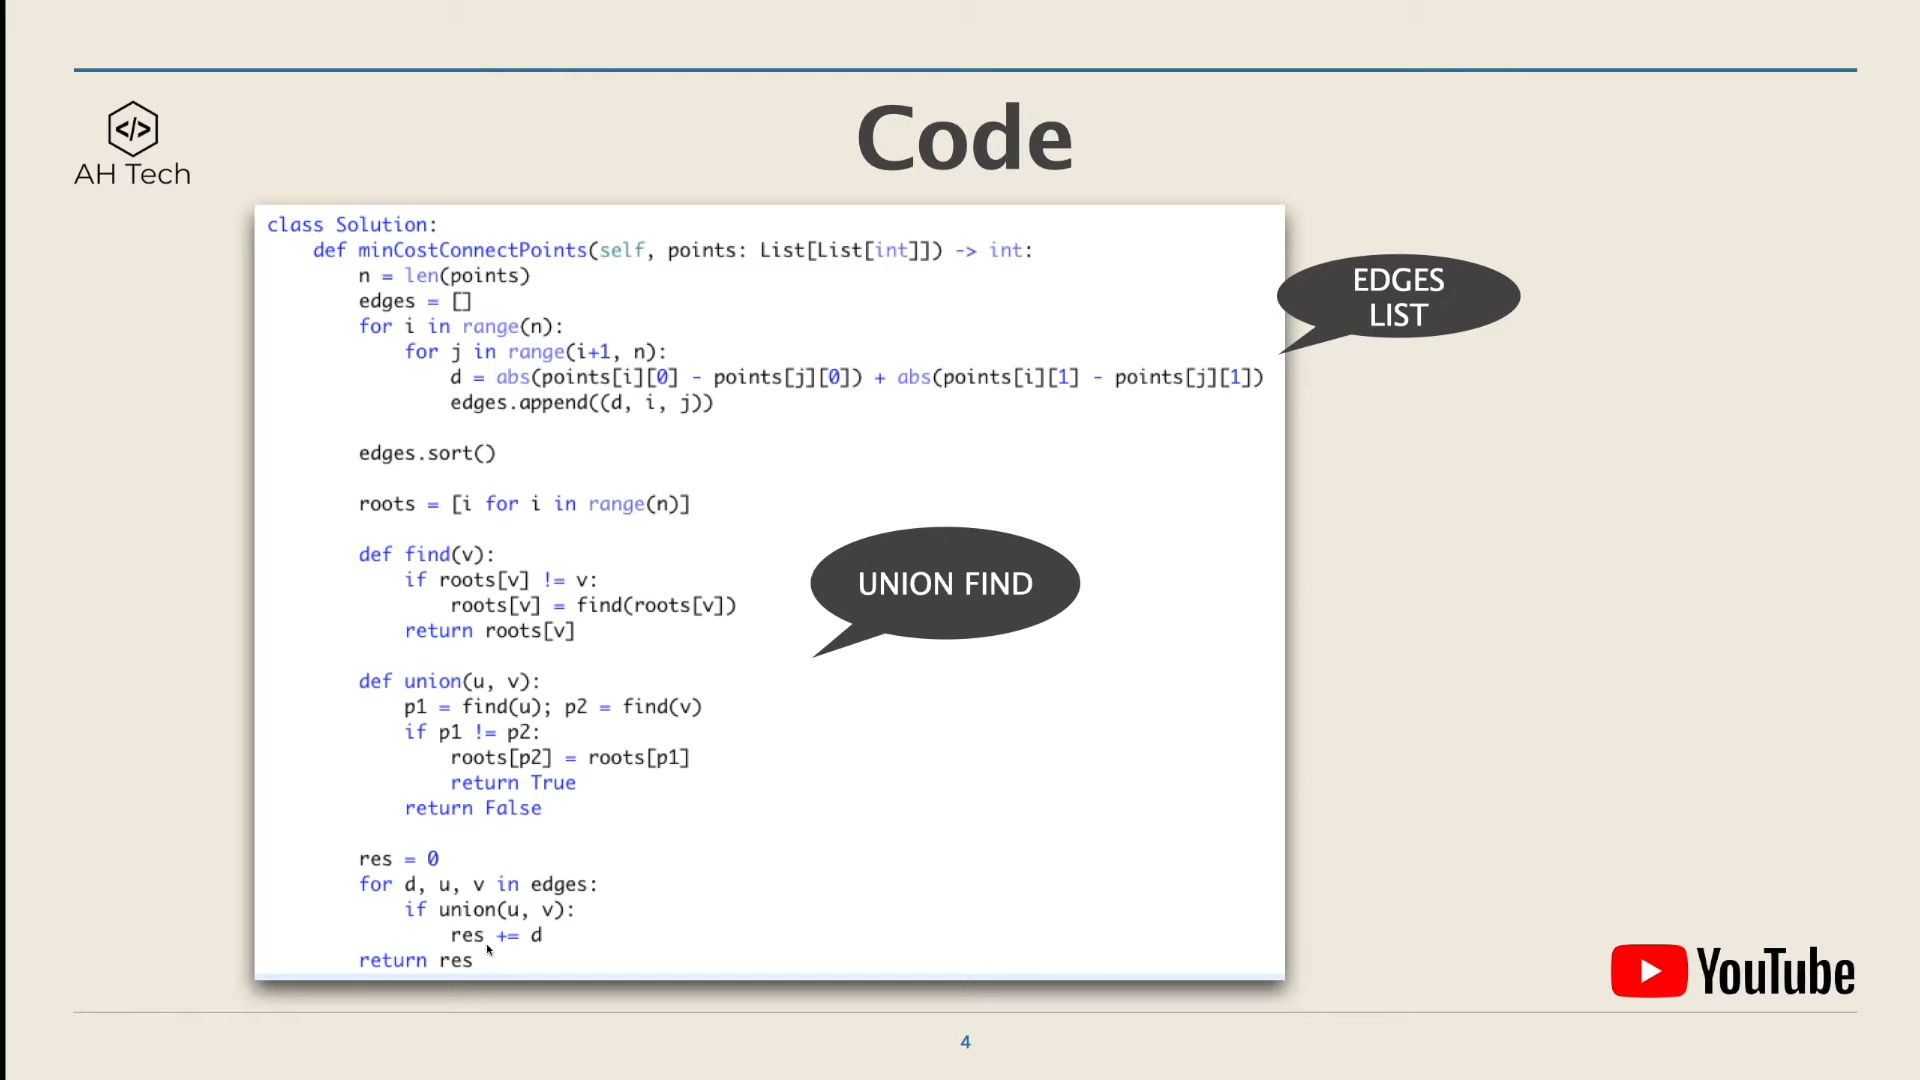 </>
AH Tech
Code
class Solution:
    def minCostConnectPoints(self, points: List[List[int]]) -> int:
        n = len(points)
        edges = []
        for i in range(n):
            for j in range(i+1, n):
                d = abs(points[i][0] - points[j][0]) + abs(points[i][1] - points[j][1])
                edges.append((d, i, j))
        edges.sort()
        roots = [i for i in range(n)]
        def find(v):
            if roots[v] != v:
                roots[v] = find(roots[v])
            return roots[v]
        def union(u, v):
            p1 = find(u); p2 = find(v)
            if p1 != p2:
                roots[p2] = roots[p1]
                return True
            return False
        res = 0
        for d, u, v in edges:
            if union(u, v):
                res += d
        return res
EDGES
LIST
UNION FIND
YouTube
4